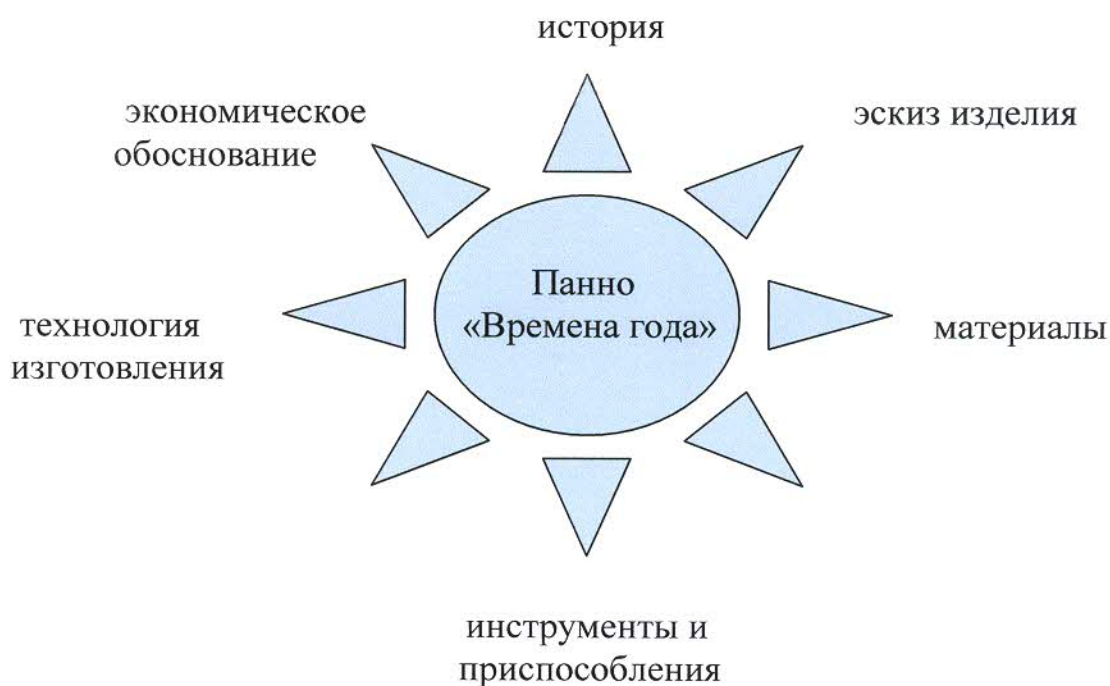 история
экономическое
обоснование
эскиз изделия
Панно
«Времена года»
технология
изготовления
материалы
инструменты и
приспособления